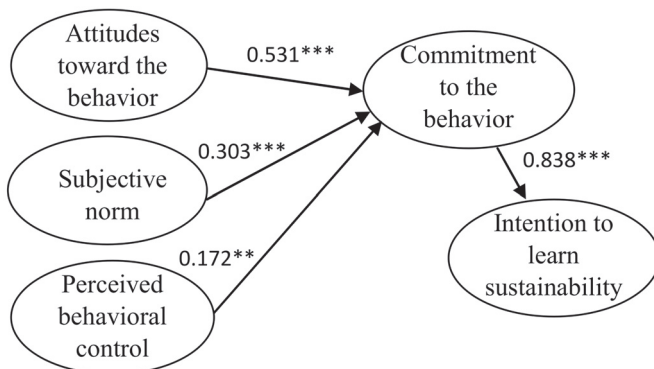 Attitudes
toward the
behavior
0.531***
Commitment
to the
behavior
0.303***
Subjective
norm
0.838***
0.172**
Intention to
learn
sustainability
Perceived
behavioral
control